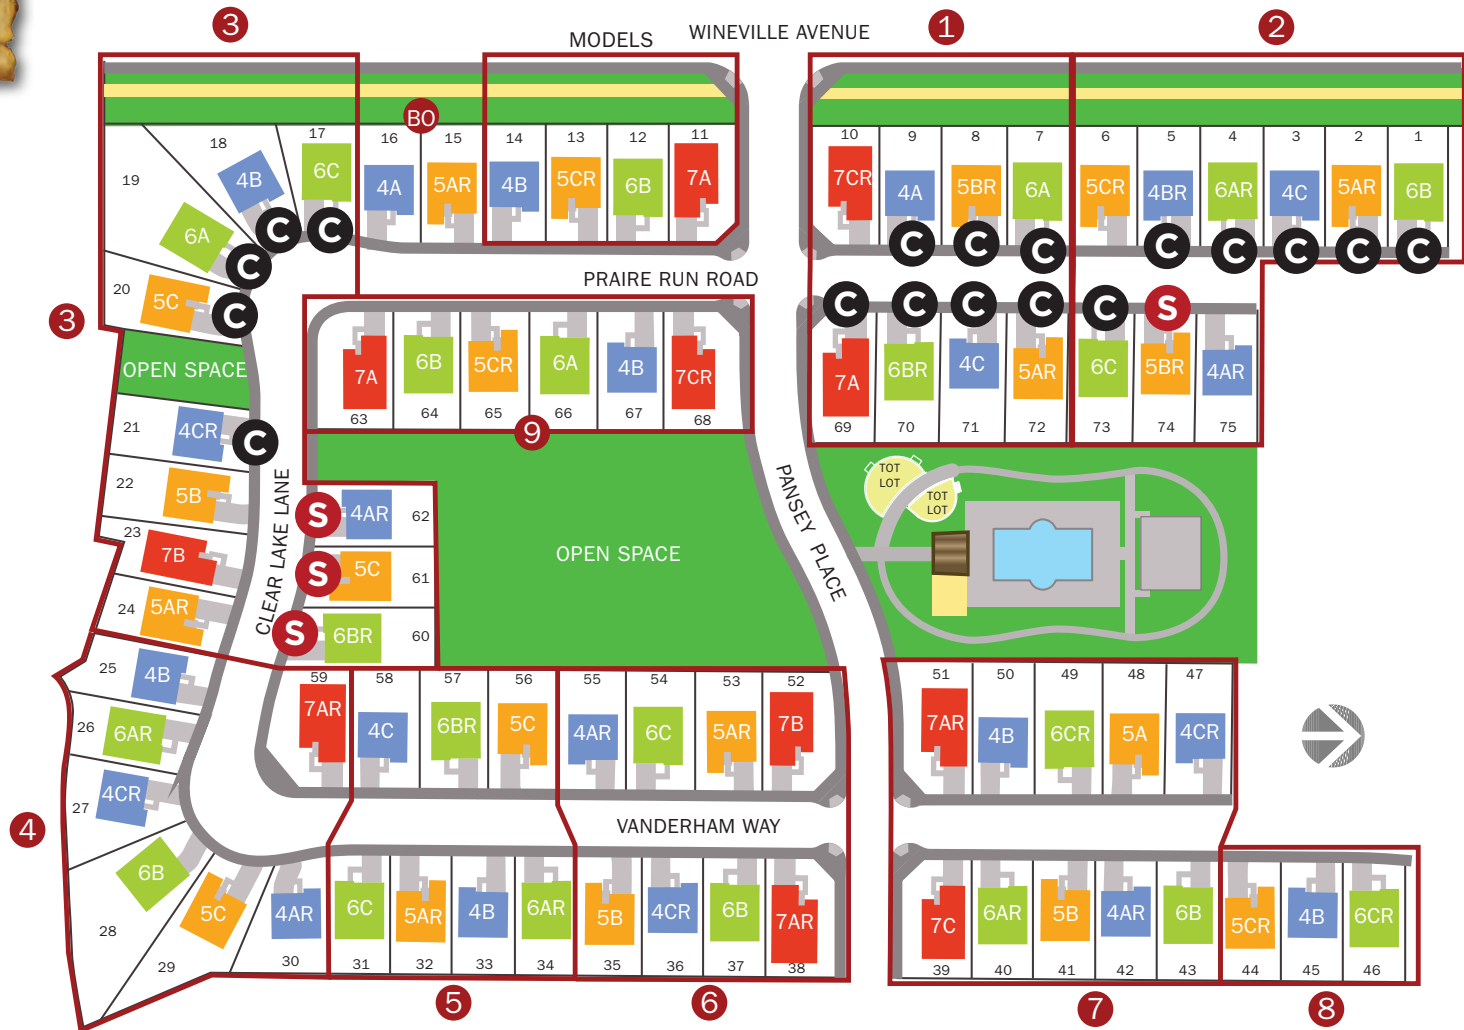 3
1
2
MODELS
WINEVILLE AVENUE
BO
19
18
17
16
15
14
13
12
11
4B
6C
4A
5AR
4B
5CR
6B
7A
10
9
8
7
6
5
4
3
2
1
7CR
4A
5BR
6A
5CR
4BR
6AR
4C
5AR
6B
6A
C
C
C
C
C
C
C
C
C
C
C
C
PRAIRE RUN ROAD
20
5C
3
OPEN SPACE
C
C
C
C
C
S
7A
6B
5CR
6A
4B
7CR
63
64
65
66
67
68
9
7A
6BR
4C
5AR
6C
5BR
4AR
69
70
71
72
73
74
75
21
4CR
C
22
5B
23
7B
24
5AR
CLEAR LAKE LANE
S
4AR
62
S
5C
61
S
6BR
60
OPEN SPACE
PANSEY PLACE
TOT
LOT
TOT
LOT
25
4B
26
6AR
27
4CR
4
28
6B
29
5C
30
4AR
59
58
57
56
55
54
53
52
7AR
4C
6BR
5C
4AR
6C
5AR
7B
51
50
49
48
47
7AR
4B
6CR
5A
4CR
VANDERHAM WAY
6C
5AR
4B
6AR
5B
4CR
6B
7AR
31
32
33
34
35
36
37
38
7C
6AR
5B
4AR
6B
5CR
4B
6CR
39
40
41
42
43
44
45
46
5
6
7
8